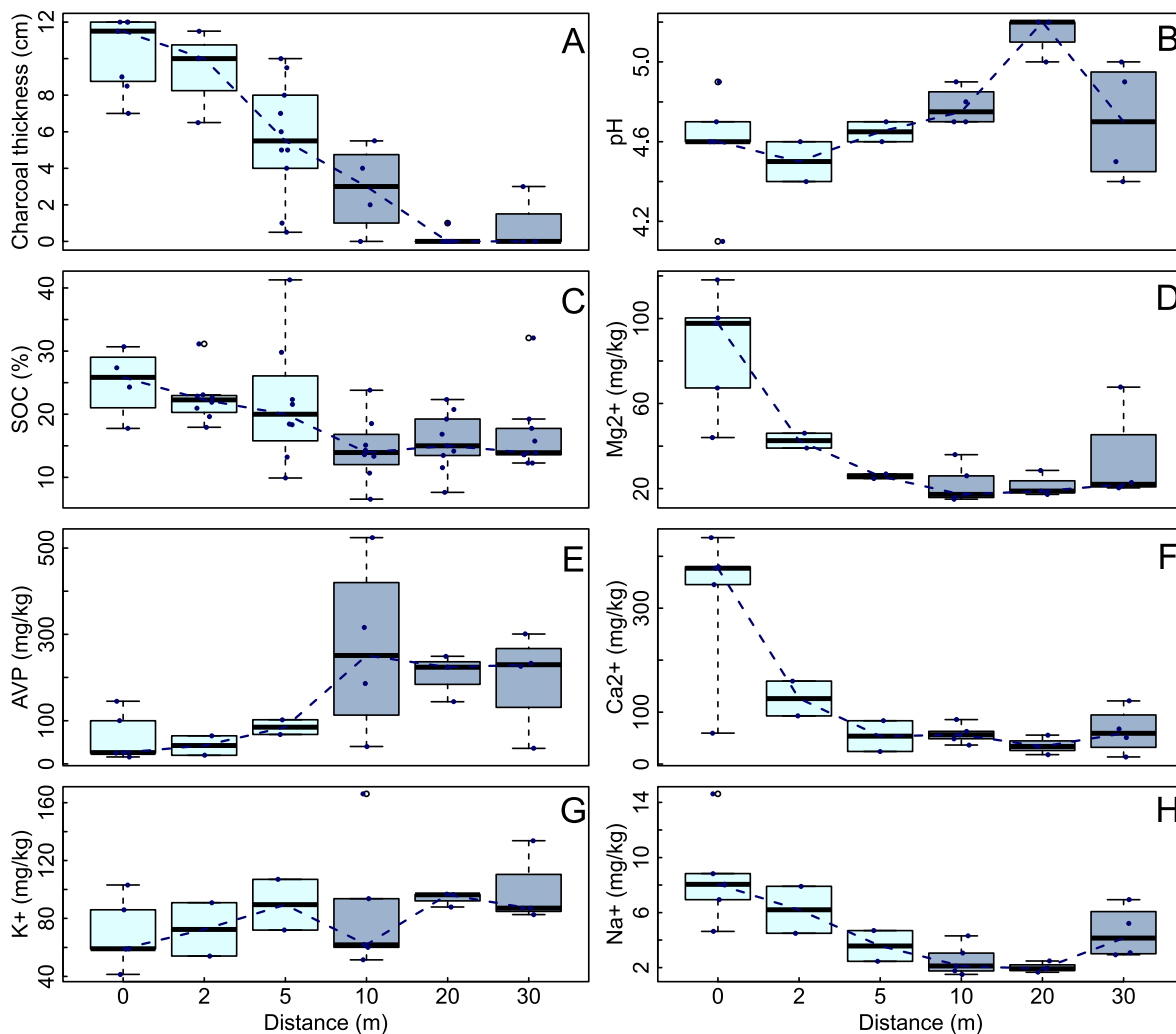 Charcoal thickness (cm)
12
10
8
6
4
2
0
A
pH
5.0
4.6
4.2
B
SOC (%)
40
30
20
10
C
Mg2+ (mg/kg)
100
60
20
D
AVP (mg/kg)
500
300
100
0
E
Ca2+ (mg/kg)
300
100
0
F
K+ (mg/kg)
160
120
80
40
G
0 2 5 10 20 30
Distance (m)
Na+ (mg/kg)
14
10
6
2
H
0 2 5 10 20 30
Distance (m)